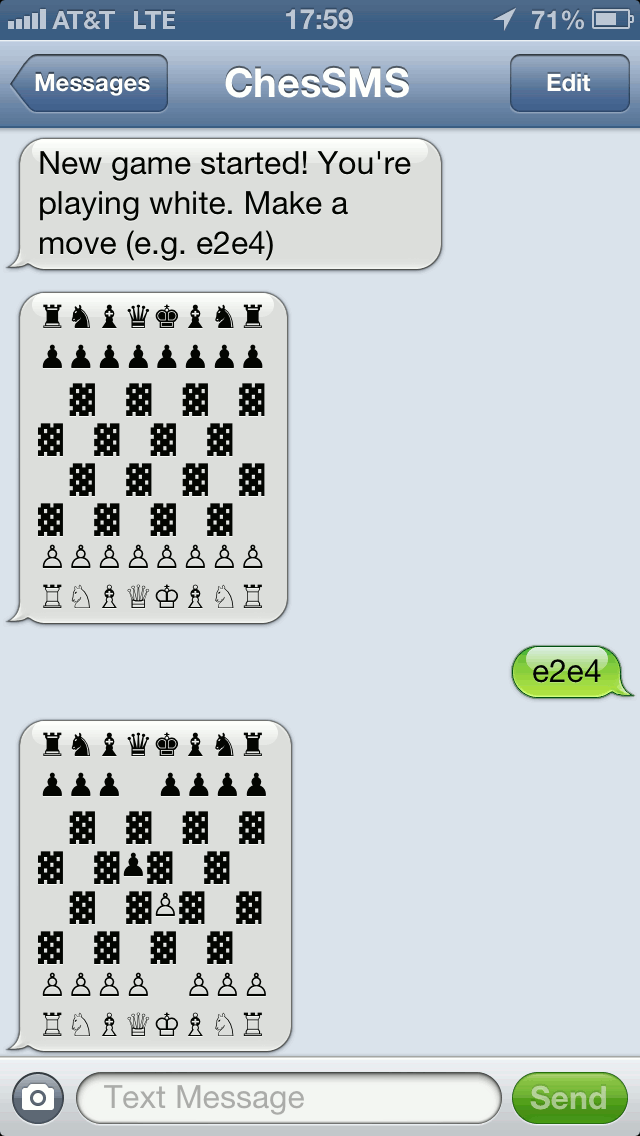 AT&T LTE 17:59 71%
Messages ChesSMS Edit
New game started! You're
playing white. Make a
move (e.g. e2e4)
♜♞♝♛♚♝♞♜
♟♟♟♟♟♟♟♟
 ▓ ▓ ▓ ▓
▓ ▓ ▓ ▓
 ▓ ▓ ▓ ▓
▓ ▓ ▓ ▓
♙♙♙♙♙♙♙♙
♖♘♗♕♔♗♘♖
e2e4
♜♞♝♛♚♝♞♜
♟♟♟ ♟♟♟♟
 ▓ ▓ ▓ ▓
▓ ▓♟▓ ▓
 ▓ ▓♙▓ ▓
▓ ▓ ▓ ▓
♙♙♙♙ ♙♙♙
♖♘♗♕♔♗♘♖
Text Message Send